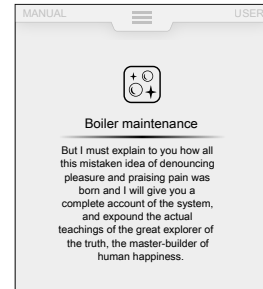 MANUAL
USER
Boiler maintenance
But I must explain to you how all
this mistaken idea of denouncing
pleasure and praising pain was
born and I will give you a
complete account of the system,
and expound the actual
teachings of the great explorer of
the truth, the master-builder of
human happiness.